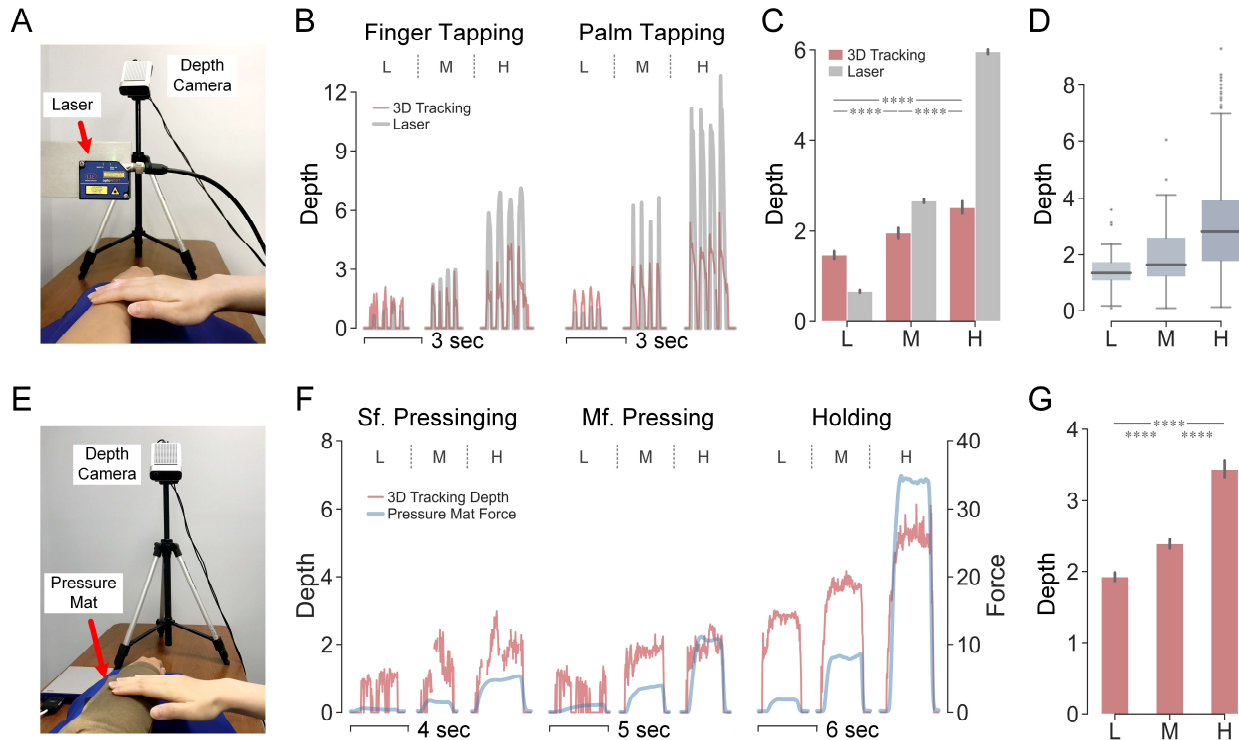 A
Depth
Camera
Laser
B
Finger Tapping
Palm Tapping
L M H L M H
3D Tracking
Laser
Depth
12
9
6
3
0
3 sec
3 sec
C
3D Tracking
Laser
****
**** ****
Depth
6
4
2
0
L M H
D
Depth
8
6
4
2
0
L M H
E
Depth
Camera
Pressure
Mat
F
Sf. Pressinging
Mf. Pressing
Holding
L M H L M H L M H
3D Tracking Depth
Pressure Mat Force
Depth
8
6
4
2
0
Force
40
30
20
10
0
4 sec
5 sec
6 sec
G
****
**** ****
Depth
4
3
2
1
0
L M H